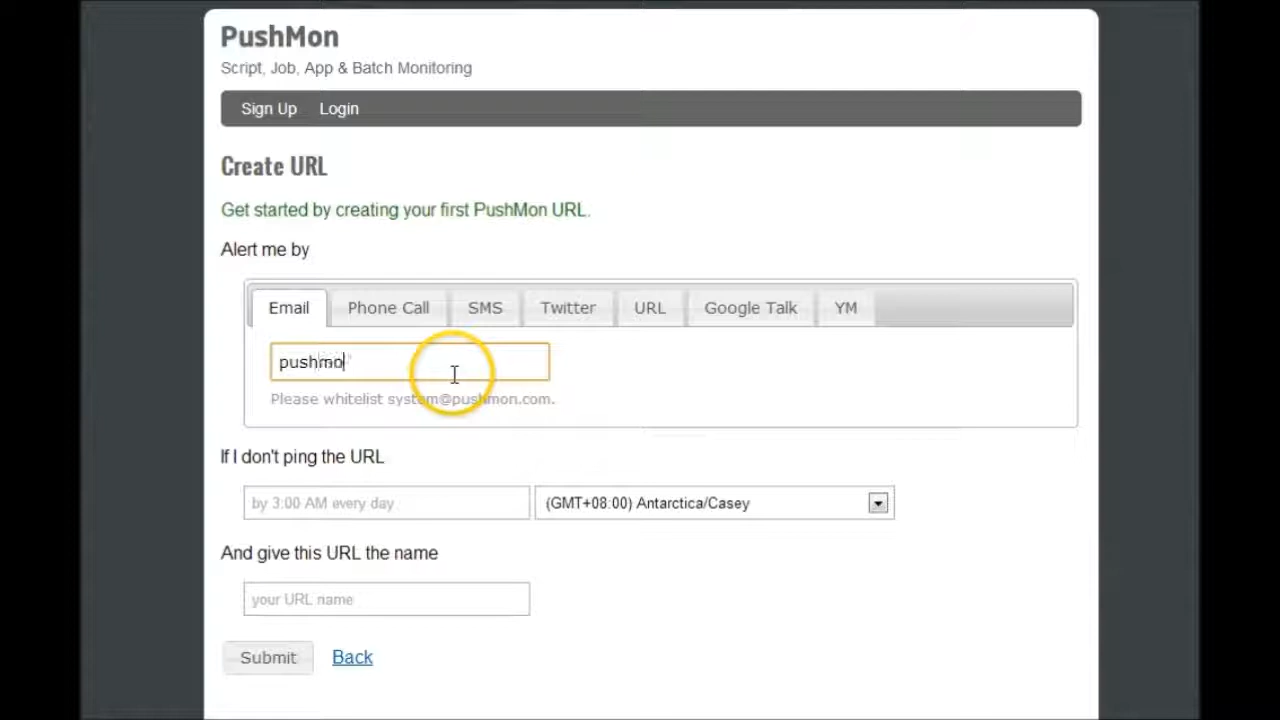 PushMon
Script, Job, App & Batch Monitoring
Sign Up Login
Create URL
Get started by creating your first PushMon URL.
Alert me by
Email Phone Call SMS Twitter URL Google Talk YM
pushmo
Please whitelist system@pushmon.com.
If I don't ping the URL
by 3:00 AM every day (GMT+08:00) Antarctica/Casey
And give this URL the name
your URL name
Submit Back